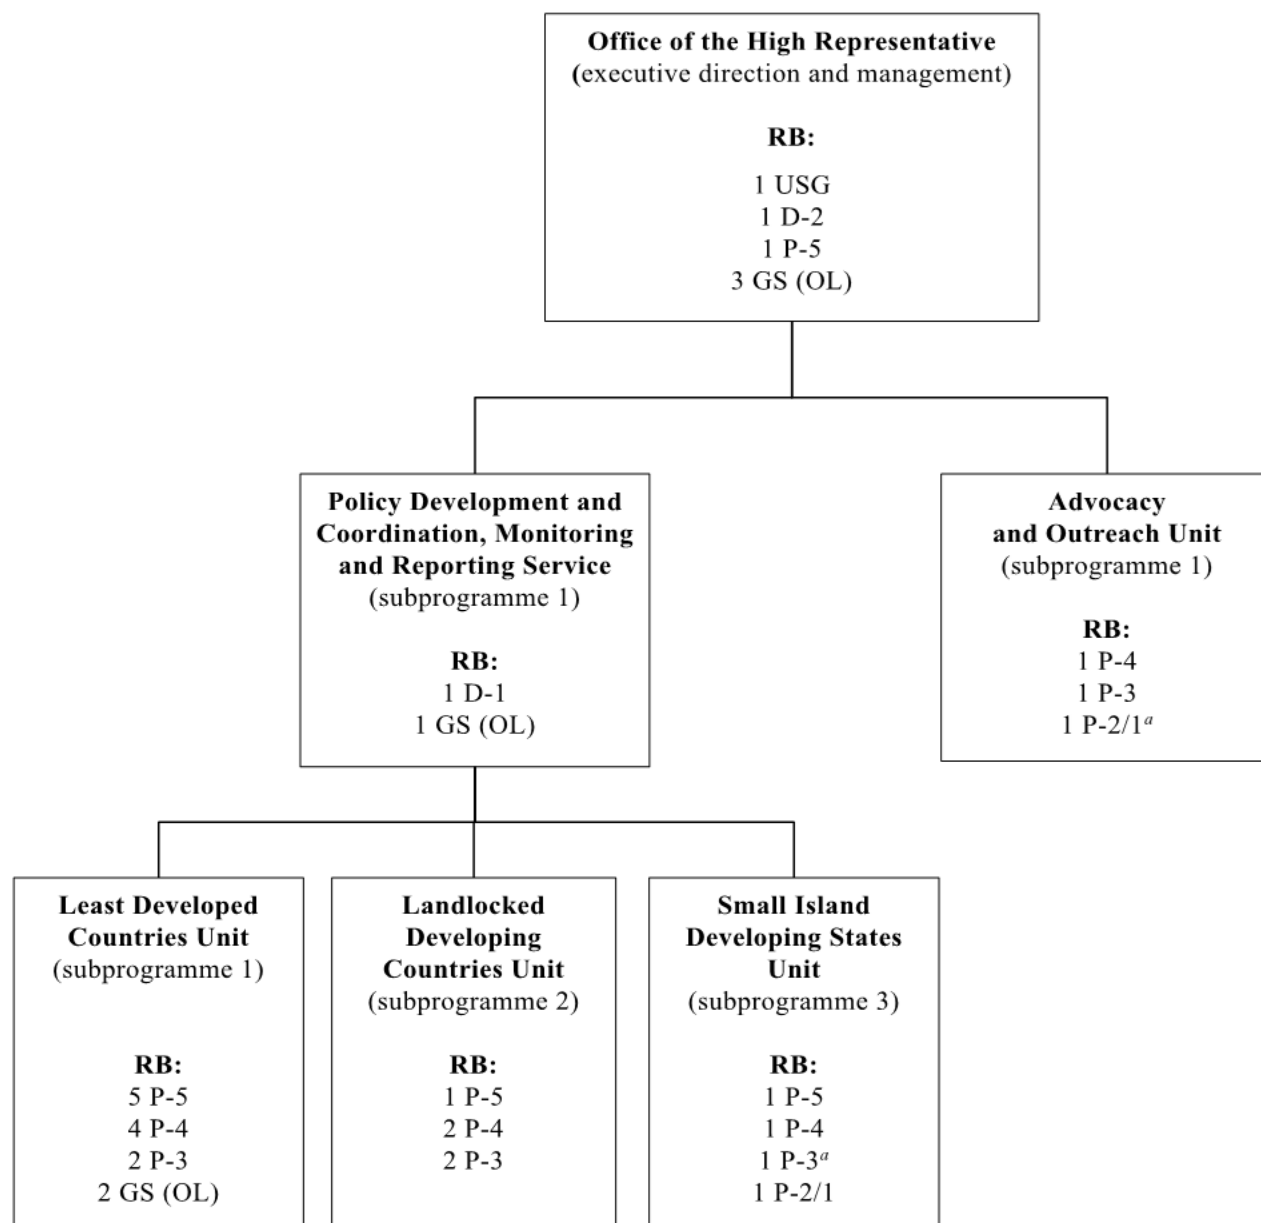 Office of the High Representative
(executive direction and management)
RB:
1 USG
1 D-2
1 P-5
3 GS (OL)
Policy Development and
Coordination, Monitoring
and Reporting Service
(subprogramme 1)
RB:
1 D-1
1 GS (OL)
Advocacy
and Outreach Unit
(subprogramme 1)
RB:
1 P-4
1 P-3
1 P-2/1ᵃ
Least Developed
Countries Unit
(subprogramme 1)
RB:
5 P-5
4 P-4
2 P-3
2 GS (OL)
Landlocked
Developing
Countries Unit
(subprogramme 2)
RB:
1 P-5
2 P-4
2 P-3
Small Island
Developing States
Unit
(subprogramme 3)
RB:
1 P-5
1 P-4
1 P-3ᵃ
1 P-2/1